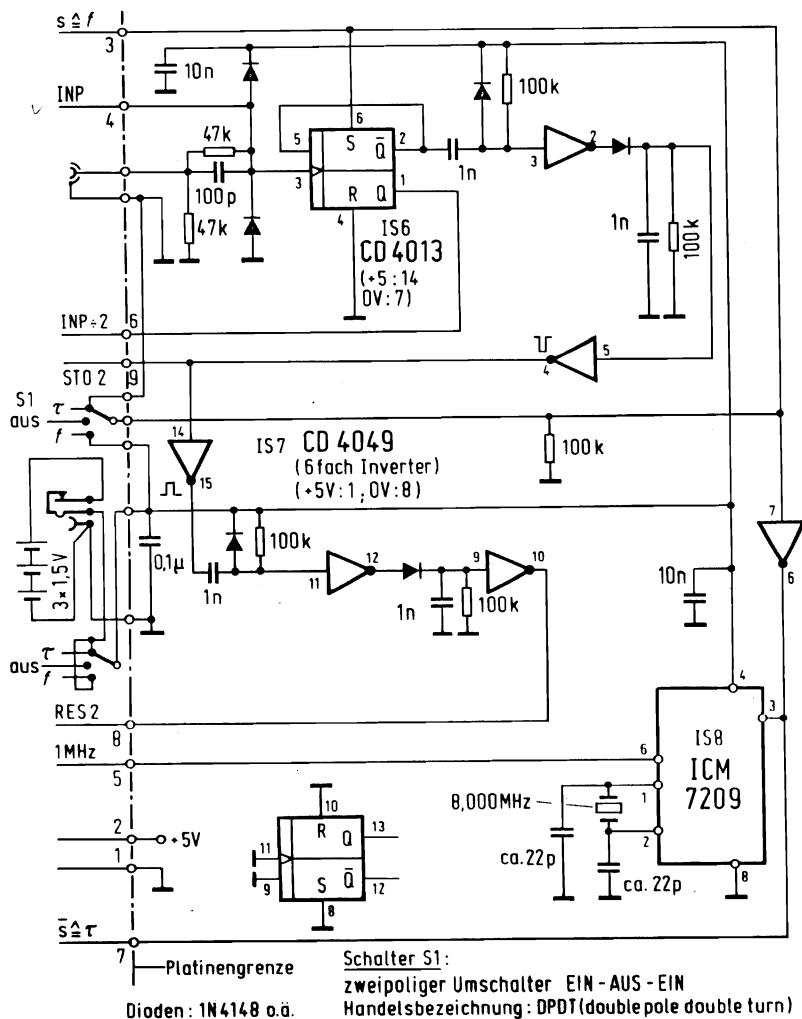 s ≙ f
3
10n
INP
4
100k
47k
100p
47k
5
3
6
S
Q̄
2
R
Q
1
4
IS6
CD 4013
(+5 : 14
0V : 7)
1n
3
2
1n
100k
INP÷2
6
STO 2
9
4
5
S1
τ
aus
f
14
15
IS7 CD 4049
(6fach Inverter)
(+5V : 1 ; 0V : 8)
100k
7
6
3×1,5V
0,1µ
1n
100k
11
12
1n
100k
9
10
10n
τ
aus
f
RES 2
8
1MHz
5
4
3
6
IS8
ICM
7209
1
2
8
8,000MHz
ca. 22p
ca. 22p
2
+5V
1
10
R
Q
13
11
9
S
Q̄
12
8
s̄ ≙ τ
7
Platinengrenze
Dioden : 1N4148 o.ä.
Schalter S1 :
zweipoliger Umschalter EIN - AUS - EIN
Handelsbezeichnung : DPDT (double pole double turn)